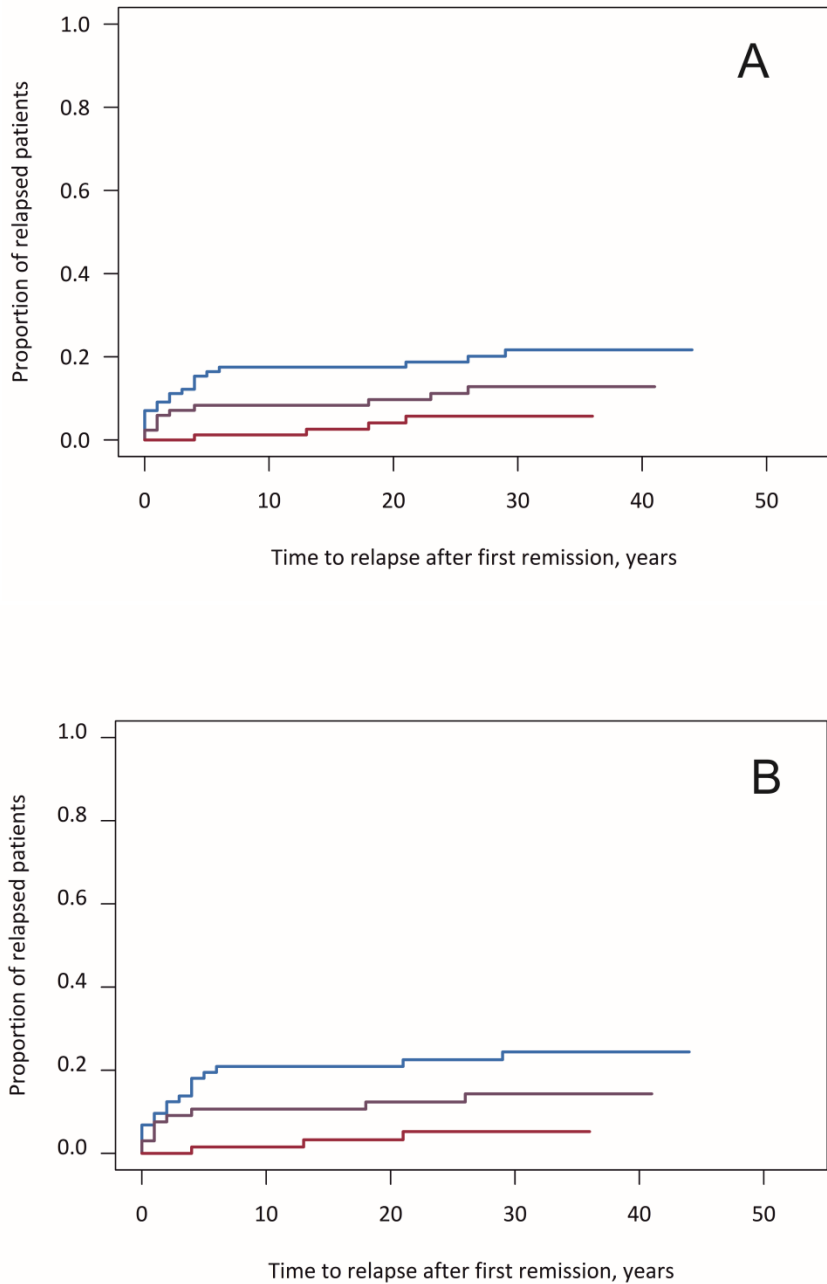 A
1.0
0.8
0.6
0.4
0.2
0.0
Proportion of relapsed patients
0 10 20 30 40 50
Time to relapse after first remission, years
B
1.0
0.8
0.6
0.4
0.2
0.0
Proportion of relapsed patients
0 10 20 30 40 50
Time to relapse after first remission, years